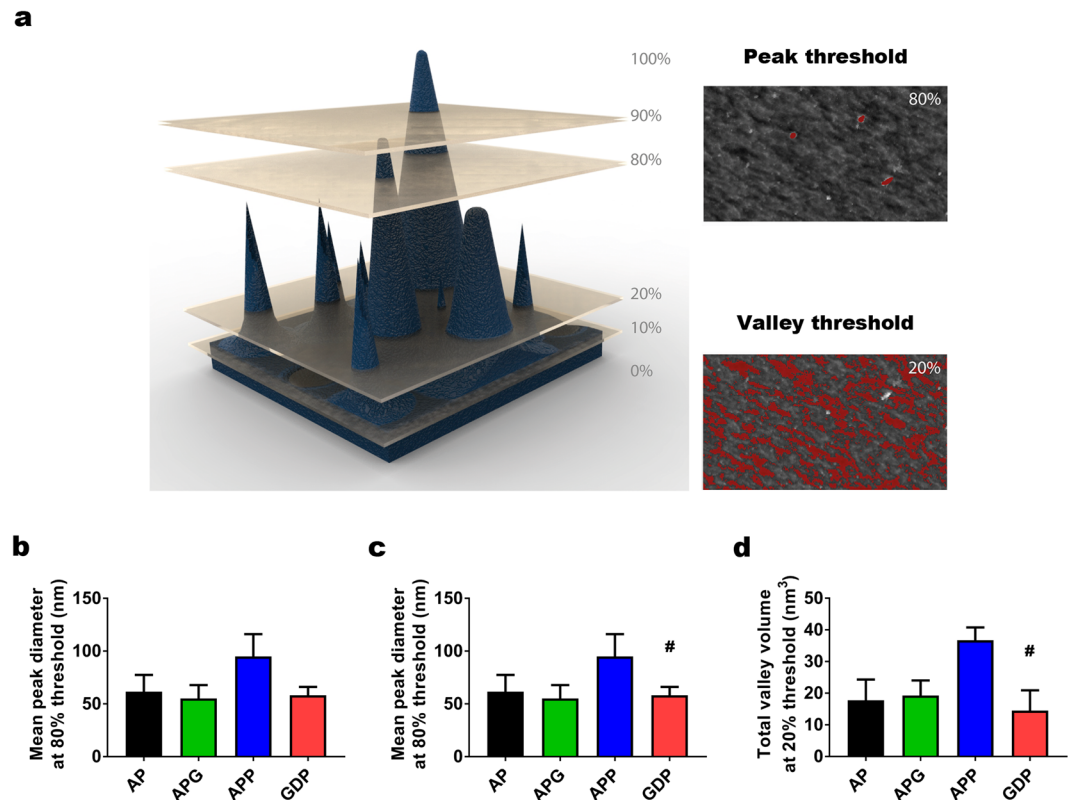 a
100%
90%
80%
20%
10%
0%
Peak threshold
80%
Valley threshold
20%
b
Mean peak diameter
at 80% threshold (nm)
150
100
50
0
AP
APG
APP
GDP
c
Mean peak diameter
at 80% threshold (nm)
150
100
50
0
#
AP
APG
APP
GDP
d
Total valley volume
at 20% threshold (nm³)
50
40
30
20
10
0
#
AP
APG
APP
GDP